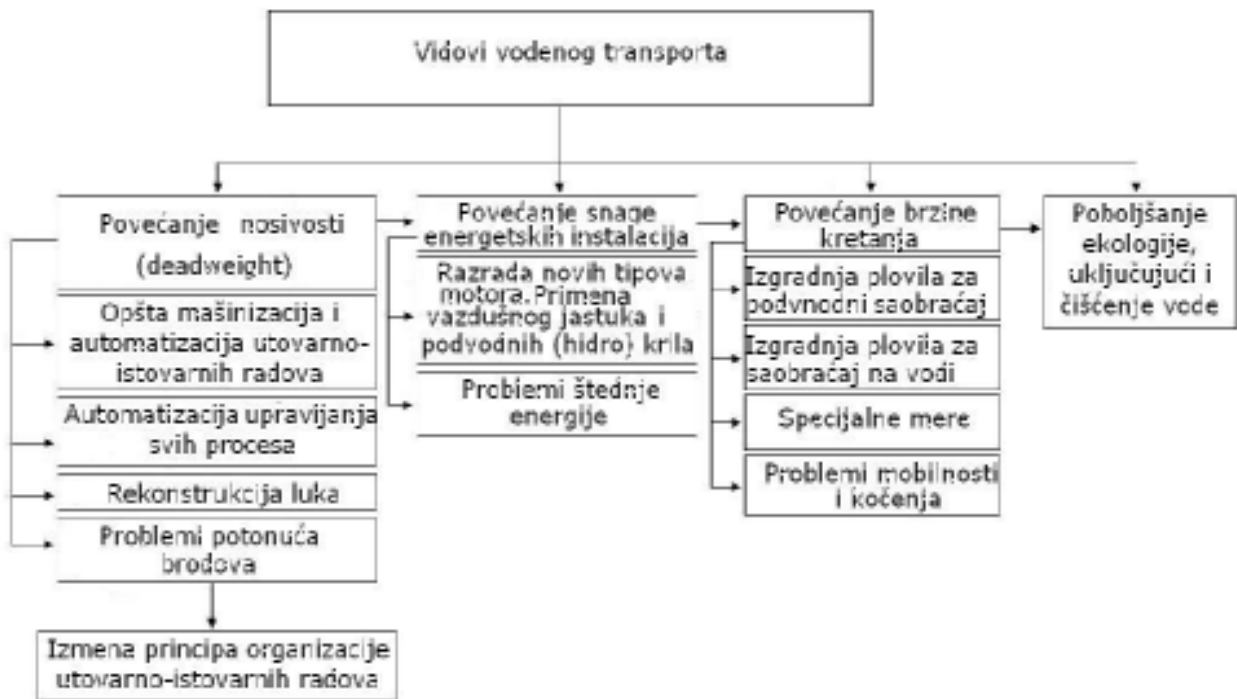 Vidovi vodenog transporta
Povećanje nosivosti
(deadweight)
Opšta mašinizacija i
automatizacija utovarno-
istovarnih radova
Automatizacija upravijanja
svih procesa
Rekonstrukcija luka
Problemi potonuća
brodova
Izmena principa organizacije
utovarno-istovarnih radova
Povećanje snage
energetskih instalacija
Razrada novih tipova
motora.Primena
vazdušnog jastuka i
podvodnih (hidro) krila
Problemi štednje
energije
Povećanje brzine
kretanja
Izgradnja plovila za
podvnodni saobraćaj
Izgradnja plovila za
saobraćaj na vodi
Specijalne mere
Problemi mobilnosti
i kočenja
Poboljšanje
ekologije,
uključujući i
čišćenje vode